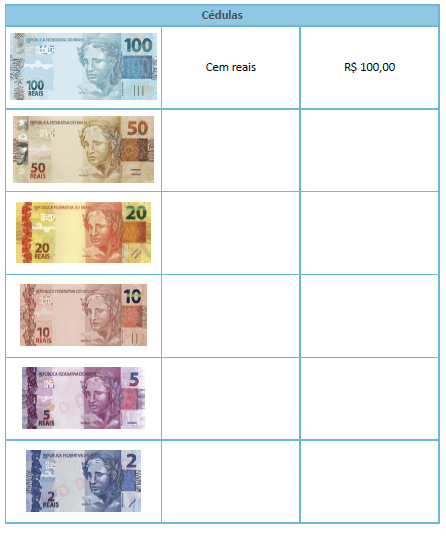 Cédulas
REPÚBLICA FEDERATIVA DO BRASIL
100
100
REAIS
Cem reais
R$ 100,00
REPÚBLICA FEDERATIVA DO BRASIL
50
50
REAIS
REPÚBLICA FEDERATIVA DO BRASIL
20
20
REAIS
REPÚBLICA FEDERATIVA DO BRASIL
10
10
REAIS
REPÚBLICA FEDERATIVA DO BRASIL
5
5
REAIS
REPÚBLICA FEDERATIVA DO BRASIL
2
2
REAIS